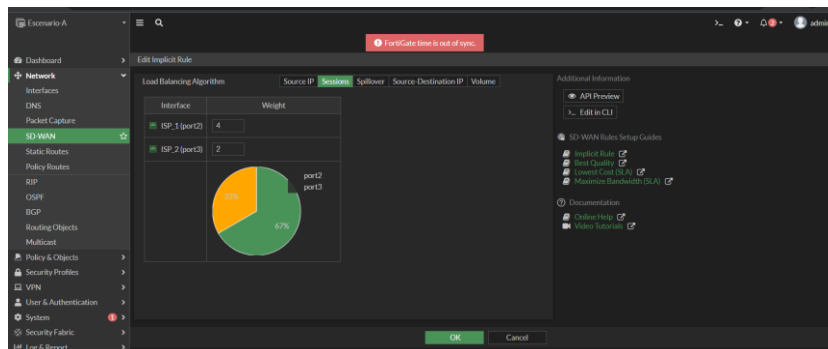 Escenario-A
admin
FortiGate time is out of sync.
Dashboard
Edit Implicit Rule
Network
Interfaces
DNS
Packet Capture
SD-WAN
Static Routes
Policy Routes
RIP
OSPF
BGP
Routing Objects
Multicast
Policy & Objects
Security Profiles
VPN
User & Authentication
System 1
Security Fabric
Log & Report
Load Balancing Algorithm Source IP Sessions Spillover Source-Destination IP Volume
Interface Weight
ISP_1 (port2) 4
ISP_2 (port3) 2
port2
port3
33%
67%
Additional Information
API Preview
>_ Edit in CLI
SD-WAN Rules Setup Guides
Implicit Rule
Best Quality
Lowest Cost (SLA)
Maximize Bandwidth (SLA)
Documentation
Online Help
Video Tutorials
OK Cancel